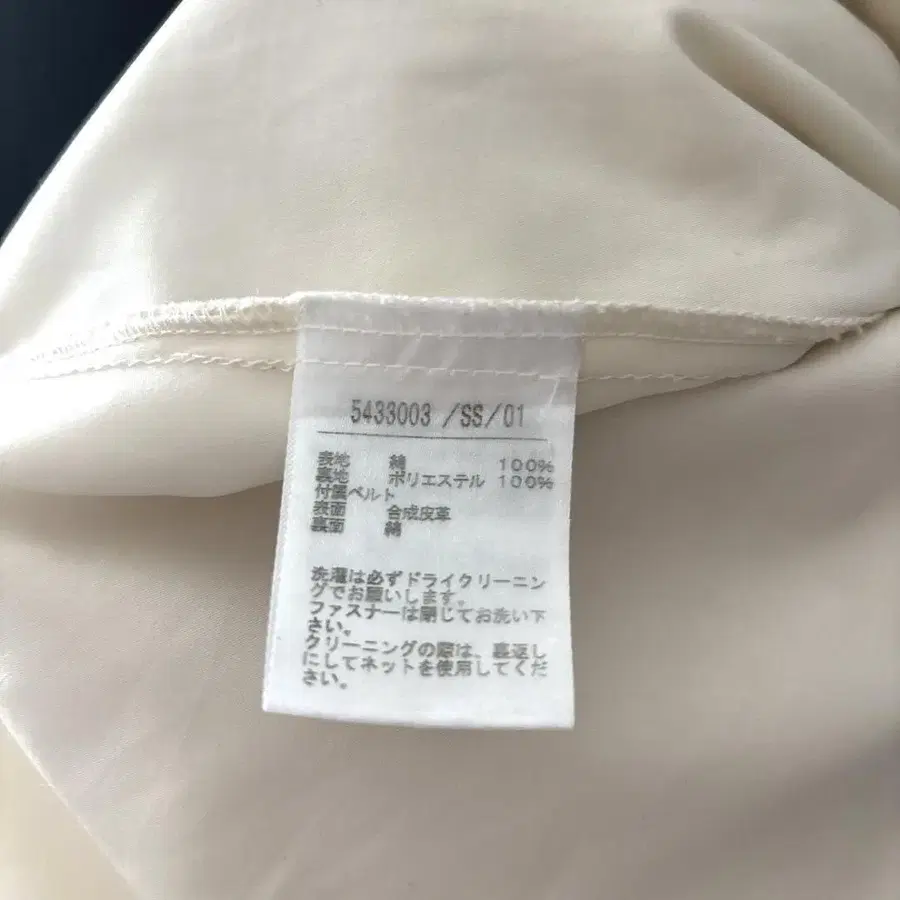 5433003 /SS/01
表地 綿 100%
裏地 ポリエステル 100%
付属ベルト
表面 合成皮革
裏面 綿
洗濯は必ずドライクリーニン
グでお願いします。
ファスナーは閉じてお洗い下
さい。
クリーニングの際は、裏返し
にしてネットを使用してくだ
さい。